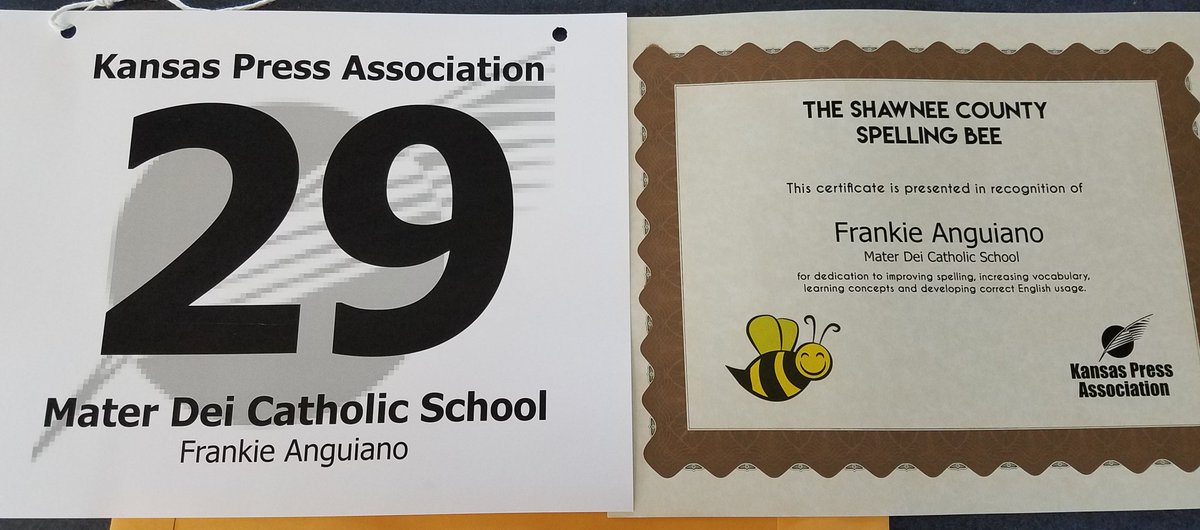 Kansas Press Association
29
Mater Dei Catholic School
Frankie Anguiano
THE SHAWNEE COUNTY
SPELLING BEE
This certificate is presented in recognition of
Frankie Anguiano
Mater Dei Catholic School
for dedication to improving spelling, increasing vocabulary,
learning concepts and developing correct English usage.
Kansas Press
Association